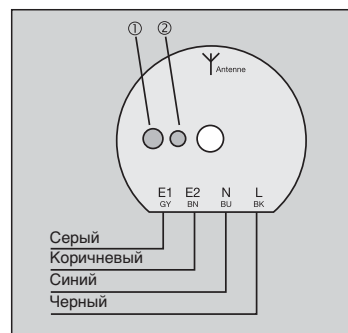 ① ②
Antenne
E1 E2 N L
GY BN BU BK
Серый
Коричневый
Синий
Черный